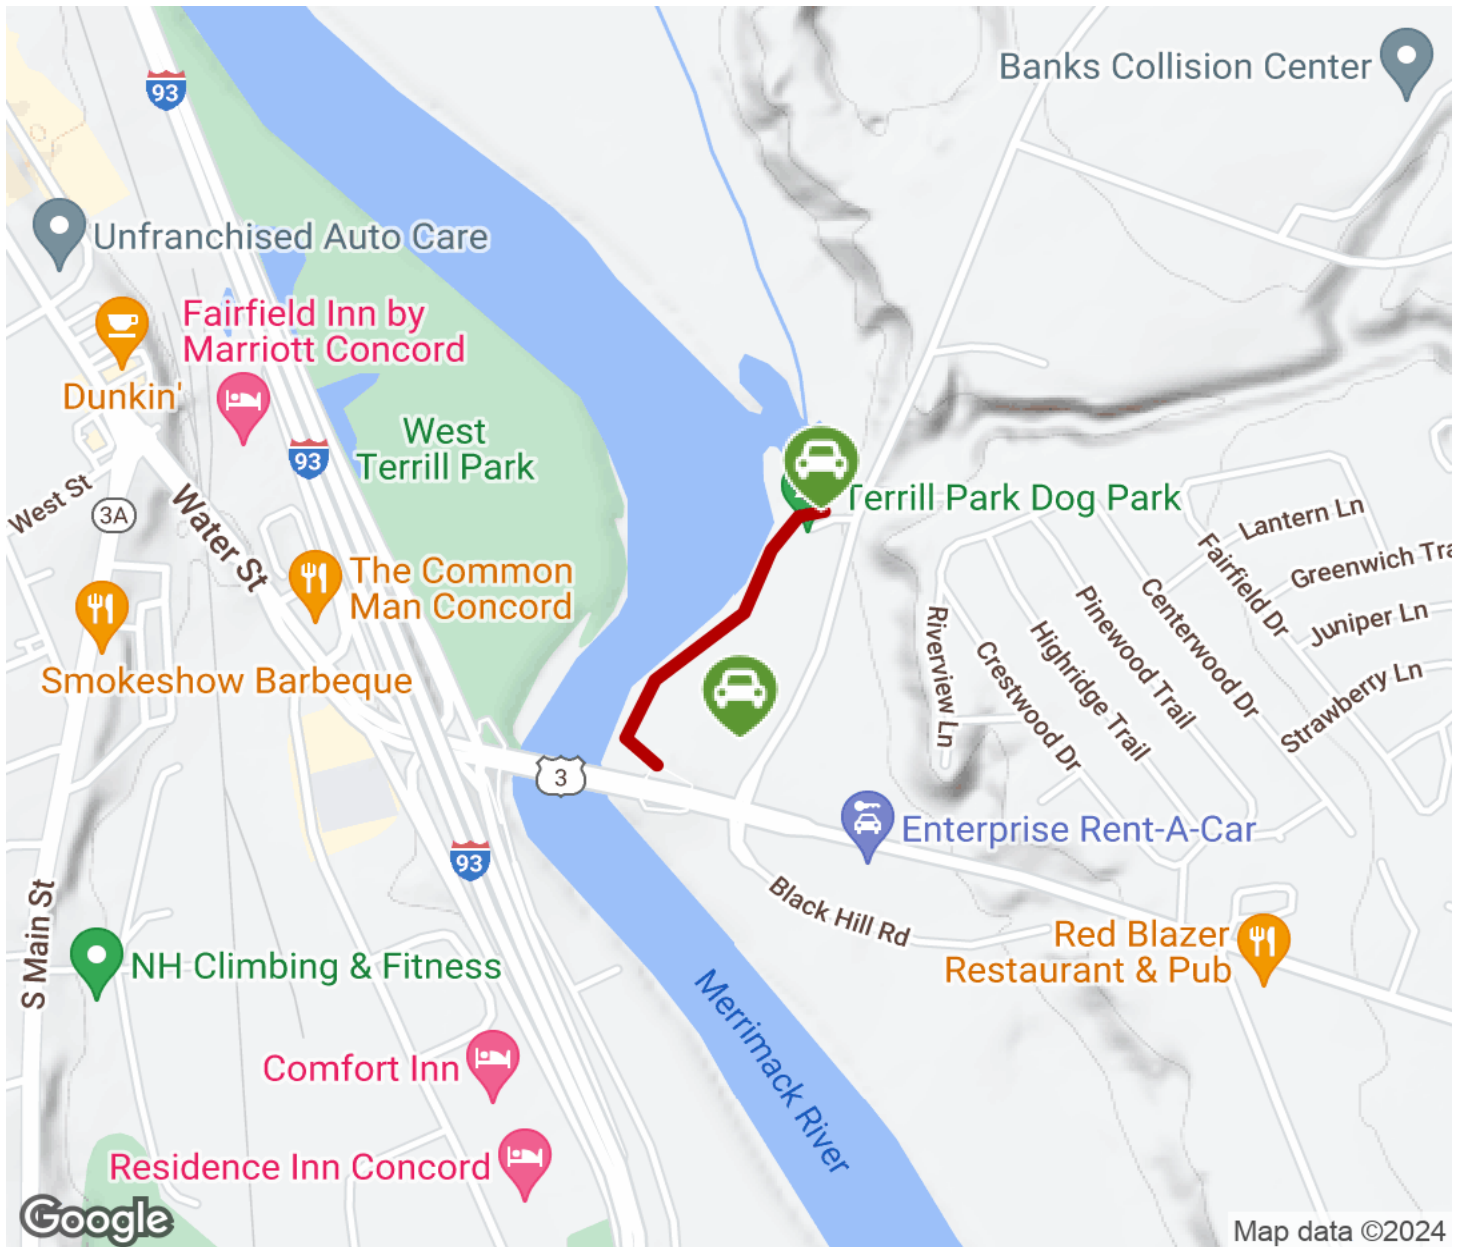 93
Banks Collision Center
Unfranchised Auto Care
Fairfield Inn by
Marriott Concord
Dunkin'
West
Terrill Park
93
West St
3A
Water St
Terrill Park Dog Park
Lantern Ln
Fairfield Dr
Greenwich Tra
Juniper Ln
Centerwood Dr
Pinewood Trail
Highridge Trail
Crestwood Dr
Riverview Ln
Strawberry Ln
The Common
Man Concord
Smokeshow Barbeque
3
Enterprise Rent-A-Car
93
Black Hill Rd
Red Blazer
Restaurant & Pub
S Main St
NH Climbing & Fitness
Merrimack River
Comfort Inn
Residence Inn Concord
Google
Map data ©2024